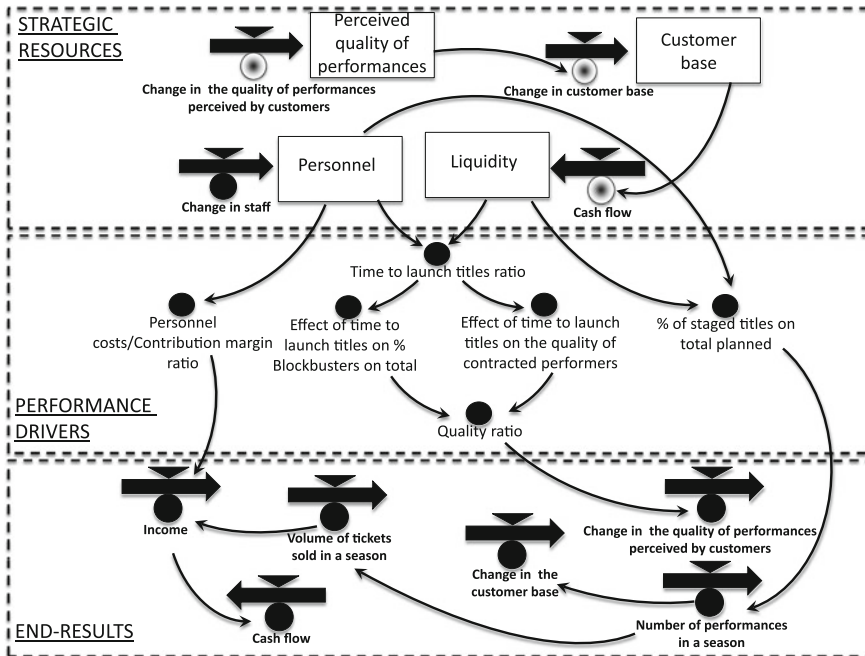 STRATEGIC
RESOURCES
Perceived
quality of
performances
Customer
base
Change in  the quality of performances
perceived by customers
Change in customer base
Personnel
Liquidity
Change in staff
Cash flow
Time to launch titles ratio
Personnel
costs/Contribution margin
ratio
Effect of time to
launch titles on %
Blockbusters on total
Effect of time to launch
titles on the quality of
contracted performers
% of staged titles on
total planned
PERFORMANCE
DRIVERS
Quality ratio
Income
Volume of tickets
sold in a season
Change in  the quality of performances
perceived by customers
Change in  the
customer base
Cash flow
Number of performances
in a season
END-RESULTS